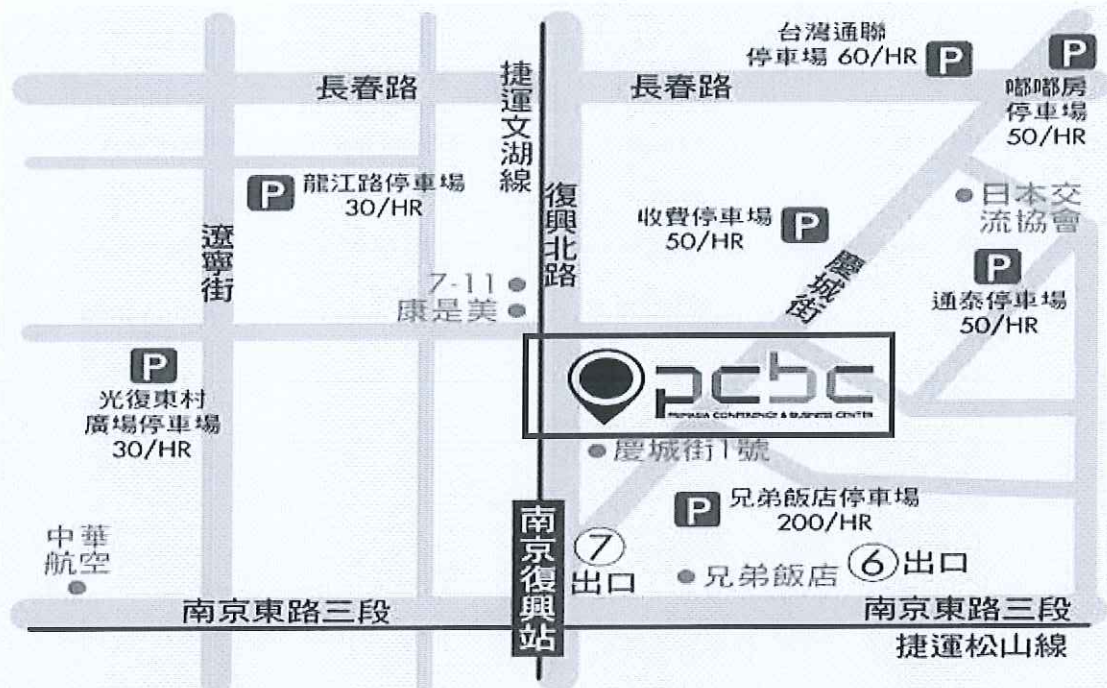 台灣通聯
停車場 60/HR
P
P
嘟嘟房
停車場
50/HR
長春路
捷運文湖線
長春路
P
龍江路停車場
30/HR
復興北路
收費停車場
50/HR
P
日本交
流協會
遼寧街
慶城街
P
通泰停車場
50/HR
7-11
康是美
P
光復東村
廣場停車場
30/HR
pcbc
PRIMASIA CONFERENCE & BUSINESS CENTER
慶城街1號
P
兄弟飯店停車場
200/HR
南京復興站
7
出口
兄弟飯店
6出口
中華
航空
南京東路三段
南京東路三段
捷運松山線